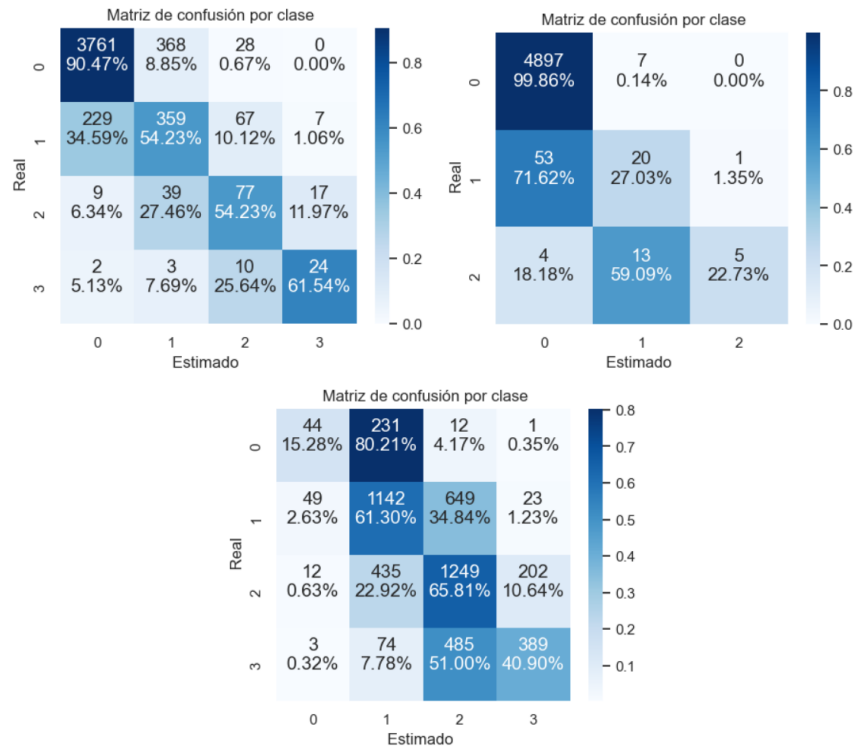 Matriz de confusión por clase
3761 368 28 0
90.47% 8.85% 0.67% 0.00%
229 359 67 7
34.59% 54.23% 10.12% 1.06%
9 39 77 17
6.34% 27.46% 54.23% 11.97%
2 3 10 24
5.13% 7.69% 25.64% 61.54%
0
1
2
3
Real
0 1 2 3
Estimado
0.8
0.6
0.4
0.2
0.0
Matriz de confusión por clase
4897 7 0
99.86% 0.14% 0.00%
53 20 1
71.62% 27.03% 1.35%
4 13 5
18.18% 59.09% 22.73%
0
1
2
Real
0 1 2
Estimado
0.8
0.6
0.4
0.2
0.0
Matriz de confusión por clase
44 231 12 1
15.28% 80.21% 4.17% 0.35%
49 1142 649 23
2.63% 61.30% 34.84% 1.23%
12 435 1249 202
0.63% 22.92% 65.81% 10.64%
3 74 485 389
0.32% 7.78% 51.00% 40.90%
0
1
2
3
Real
0 1 2 3
Estimado
0.8
0.7
0.6
0.5
0.4
0.3
0.2
0.1